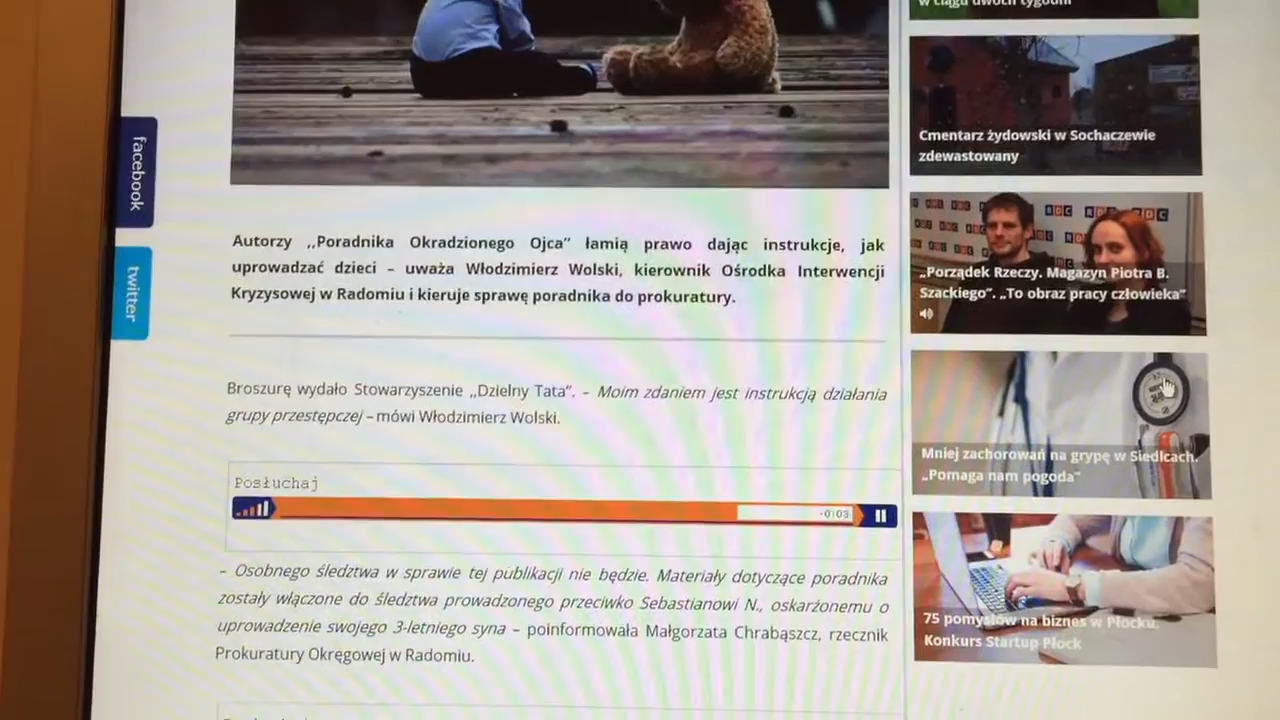 facebook
twitter
Autorzy ,,Poradnika Okradzionego Ojca” łamią prawo dając instrukcje, jak
uprowadzać dzieci – uważa Włodzimierz Wolski, kierownik Ośrodka Interwencji
Kryzysowej w Radomiu i kieruje sprawę poradnika do prokuratury.
Broszurę wydało Stowarzyszenie ,,Dzielny Tata”. – Moim zdaniem jest instrukcją działania
grupy przestępczej – mówi Włodzimierz Wolski.
Posłuchaj
-0:03
– Osobnego śledztwa w sprawie tej publikacji nie będzie. Materiały dotyczące poradnika
zostały włączone do śledztwa prowadzonego przeciwko Sebastianowi N., oskarżonemu o
uprowadzenie swojego 3-letniego syna – poinformowała Małgorzata Chrabąszcz, rzecznik
Prokuratury Okręgowej w Radomiu.
w ciągu dwóch tygodni
Cmentarz żydowski w Sochaczewie
zdewastowany
RDC
„Porządek Rzeczy. Magazyn Piotra B.
Szackiego”. „To obraz pracy człowieka”
Mniej zachorowań na grypę w Siedlcach.
„Pomaga nam pogoda”
75 pomysłów na biznes w Płocku.
Konkurs Startup Płock